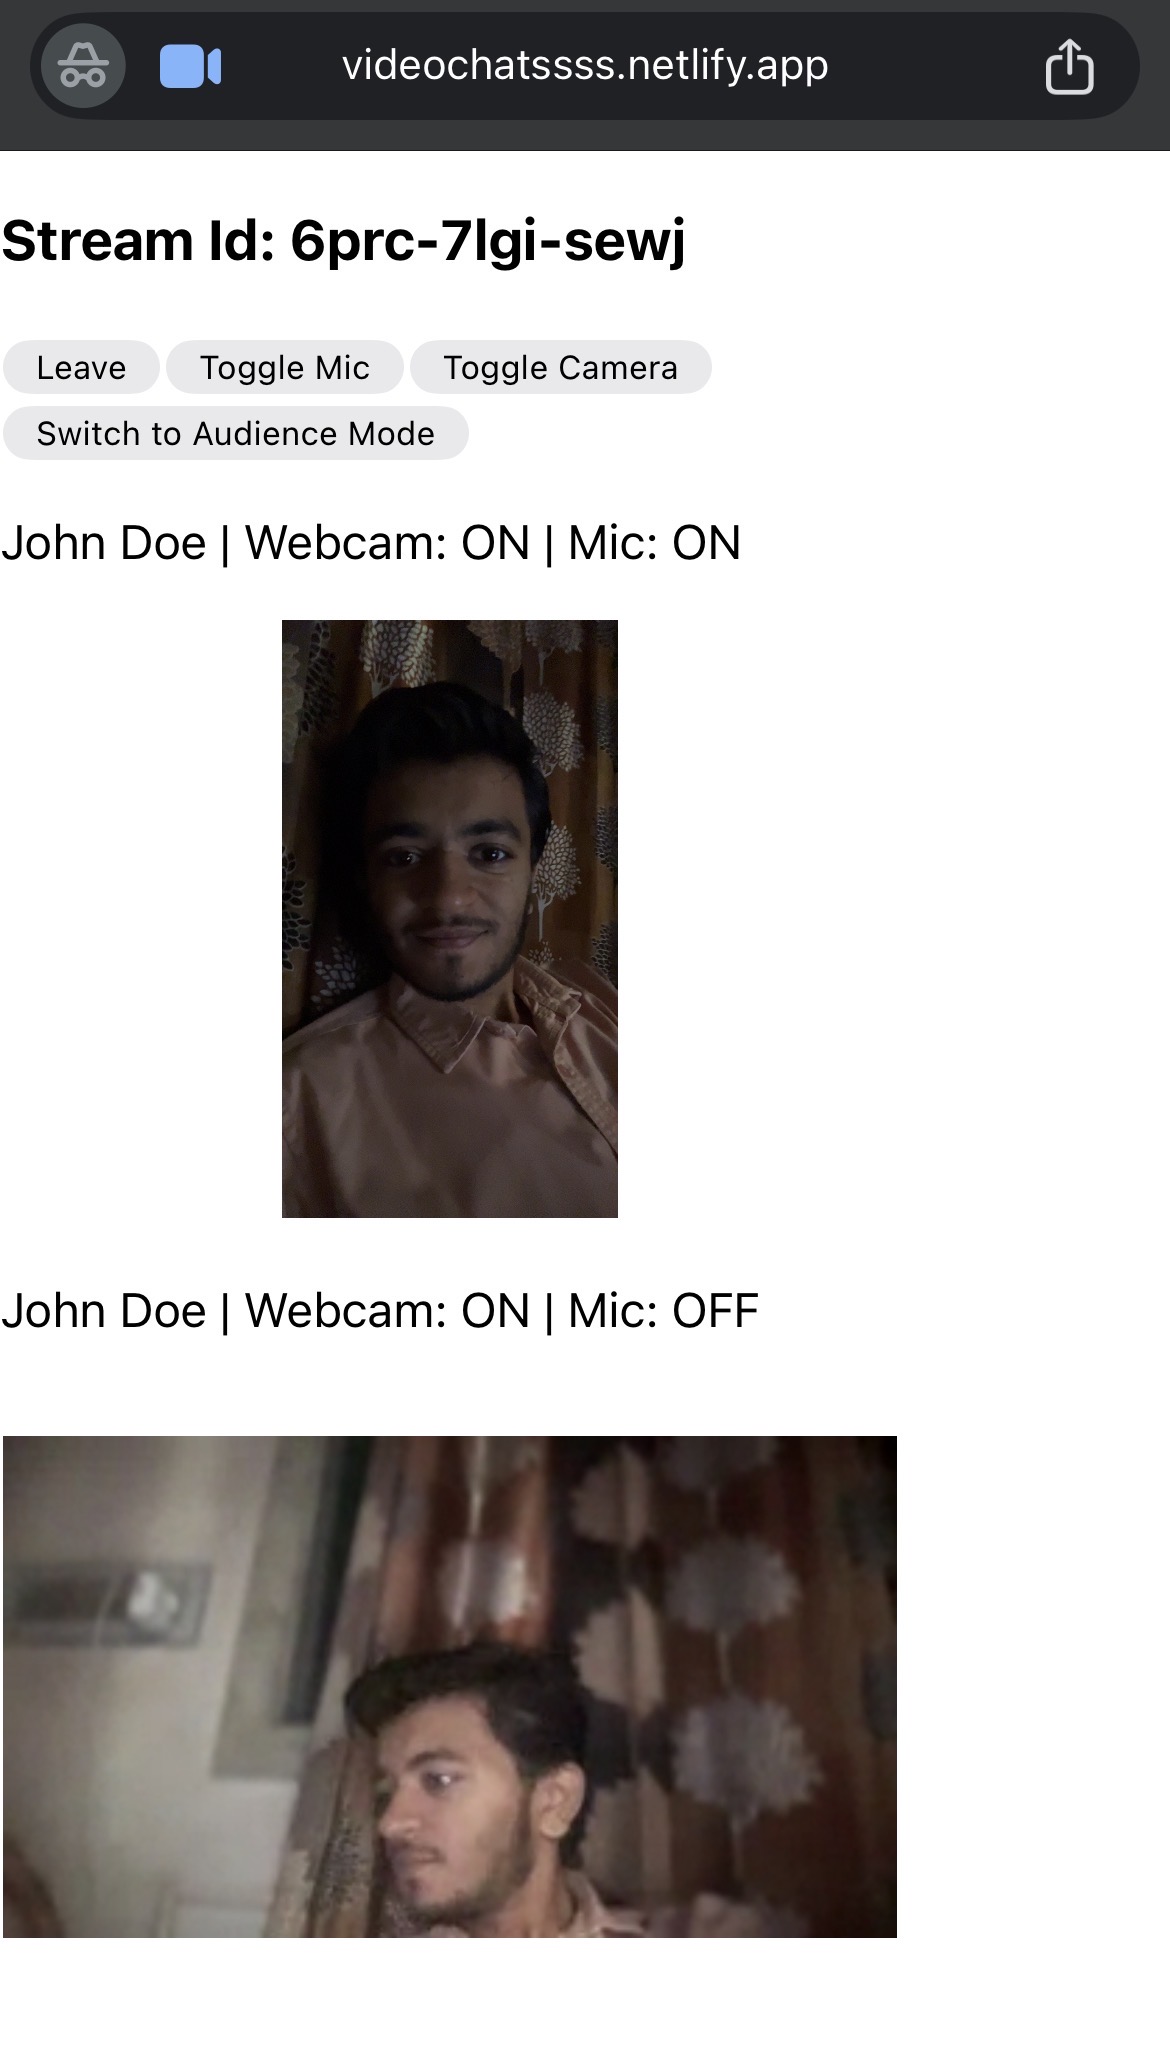 videochatssss.netlify.app
Stream Id: 6prc-7lgi-sewj
Leave Toggle Mic Toggle Camera
Switch to Audience Mode
John Doe | Webcam: ON | Mic: ON
John Doe | Webcam: ON | Mic: OFF